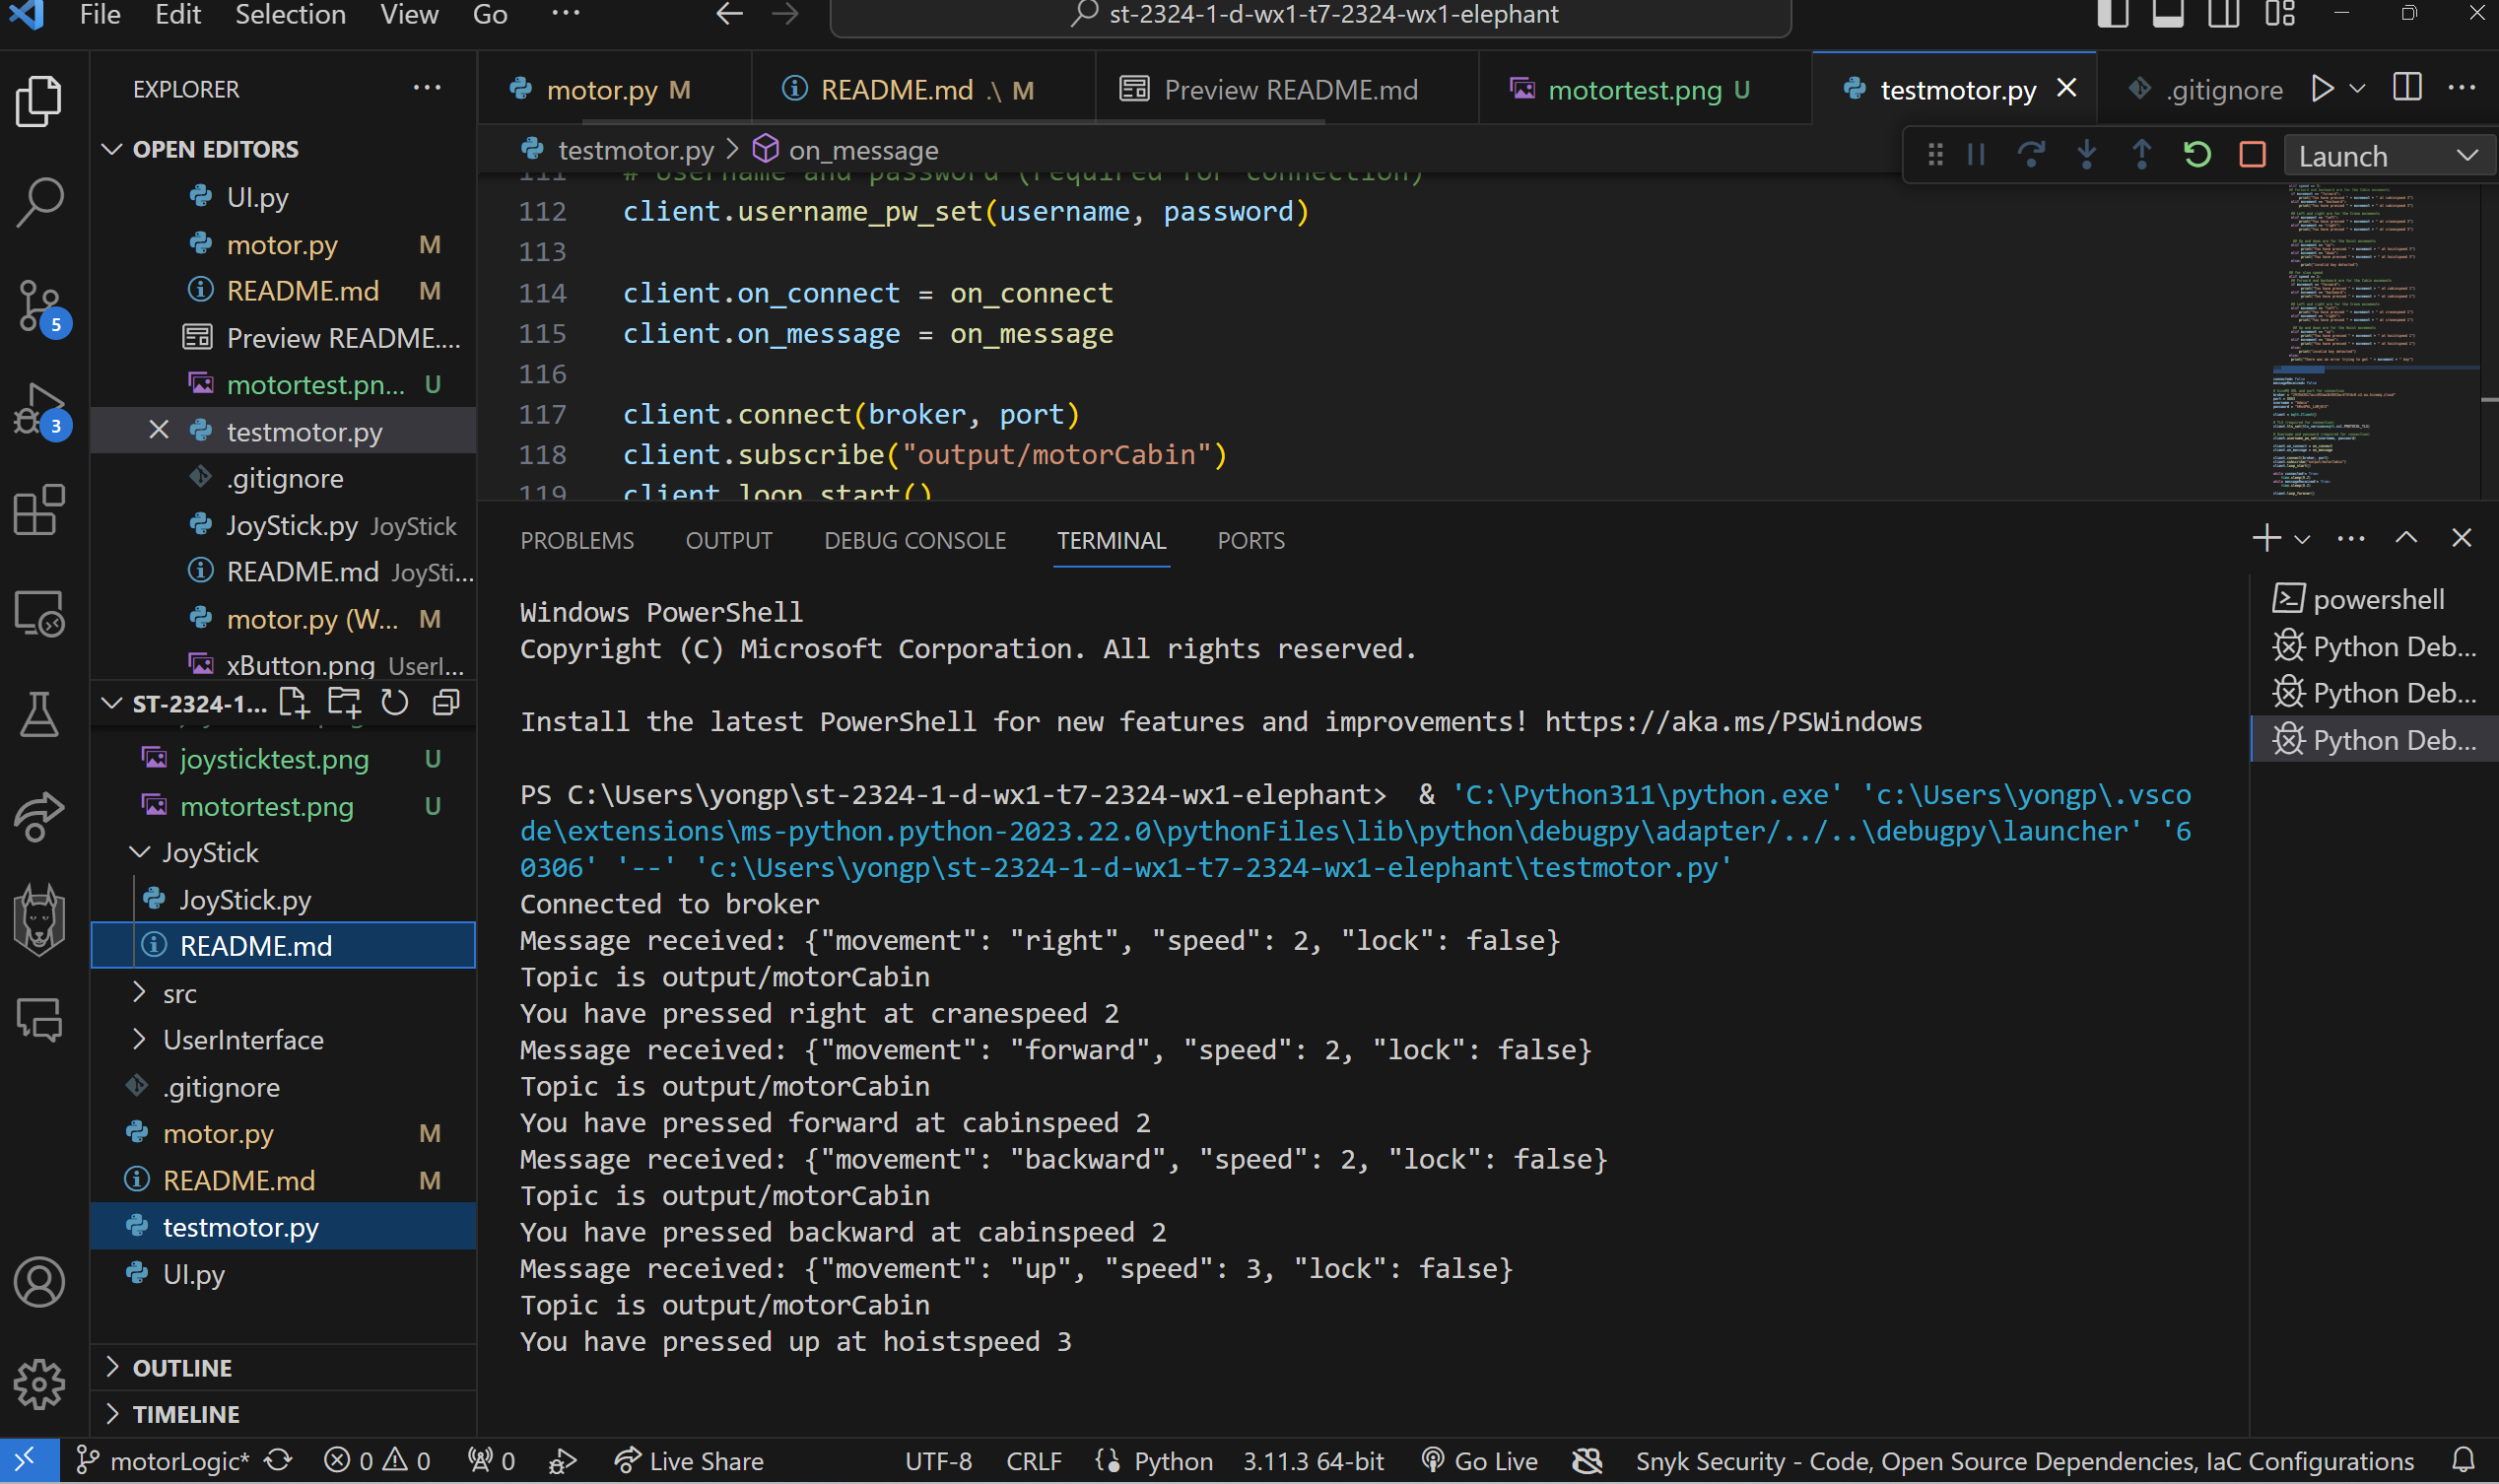 File Edit Selection View Go ··· st-2324-1-d-wx1-t7-2324-wx1-elephant
EXPLORER
OPEN EDITORS
UI.py
motor.py M
README.md M
Preview README....
motortest.pn... U
testmotor.py
.gitignore
JoyStick.py JoyStick
README.md JoySti...
motor.py (W... M
xButton.png UserI...
ST-2324-1...
joysticktest.png U
motortest.png U
JoyStick
JoyStick.py
README.md
src
UserInterface
.gitignore
motor.py M
README.md M
testmotor.py
UI.py
OUTLINE
TIMELINE
5
3
motor.py M README.md .\ M Preview README.md motortest.png U testmotor.py .gitignore
testmotor.py > on_message
Launch
111 # Username and password (required for connection)
112 client.username_pw_set(username, password)
113
114 client.on_connect = on_connect
115 client.on_message = on_message
116
117 client.connect(broker, port)
118 client.subscribe("output/motorCabin")
119 client.loop_start()
PROBLEMS OUTPUT DEBUG CONSOLE TERMINAL PORTS
Windows PowerShell
Copyright (C) Microsoft Corporation. All rights reserved.
Install the latest PowerShell for new features and improvements! https://aka.ms/PSWindows
PS C:\Users\yongp\st-2324-1-d-wx1-t7-2324-wx1-elephant>  & 'C:\Python311\python.exe' 'c:\Users\yongp\.vsco
de\extensions\ms-python.python-2023.22.0\pythonFiles\lib\python\debugpy\adapter/../..\debugpy\launcher' '6
0306' '--' 'c:\Users\yongp\st-2324-1-d-wx1-t7-2324-wx1-elephant\testmotor.py'
Connected to broker
Message received: {"movement": "right", "speed": 2, "lock": false}
Topic is output/motorCabin
You have pressed right at cranespeed 2
Message received: {"movement": "forward", "speed": 2, "lock": false}
Topic is output/motorCabin
You have pressed forward at cabinspeed 2
Message received: {"movement": "backward", "speed": 2, "lock": false}
Topic is output/motorCabin
You have pressed backward at cabinspeed 2
Message received: {"movement": "up", "speed": 3, "lock": false}
Topic is output/motorCabin
You have pressed up at hoistspeed 3
powershell
Python Deb...
Python Deb...
Python Deb...
motorLogic* 0 0 0 Live Share UTF-8 CRLF Python 3.11.3 64-bit Go Live Snyk Security - Code, Open Source Dependencies, IaC Configurations